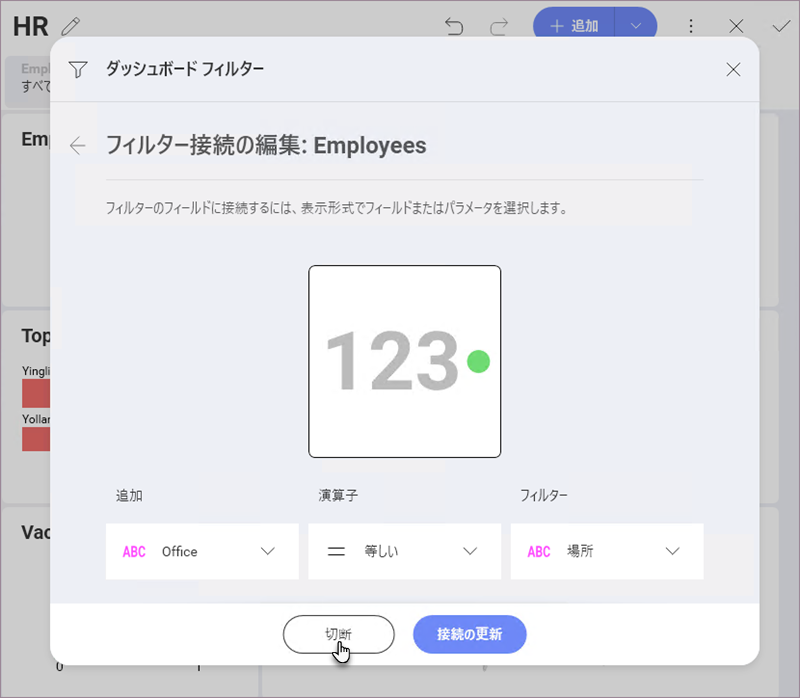 HR
追加
Empl
すべて
ダッシュボード フィルター
Emp
フィルター接続の編集: Employees
フィルターのフィールドに接続するには、表示形式でフィールドまたはパラメータを選択します。
123
Top
Yingli
Yollar
追加
演算子
フィルター
Vac
ABC Office
等しい
ABC 場所
切断
接続の更新
0
1